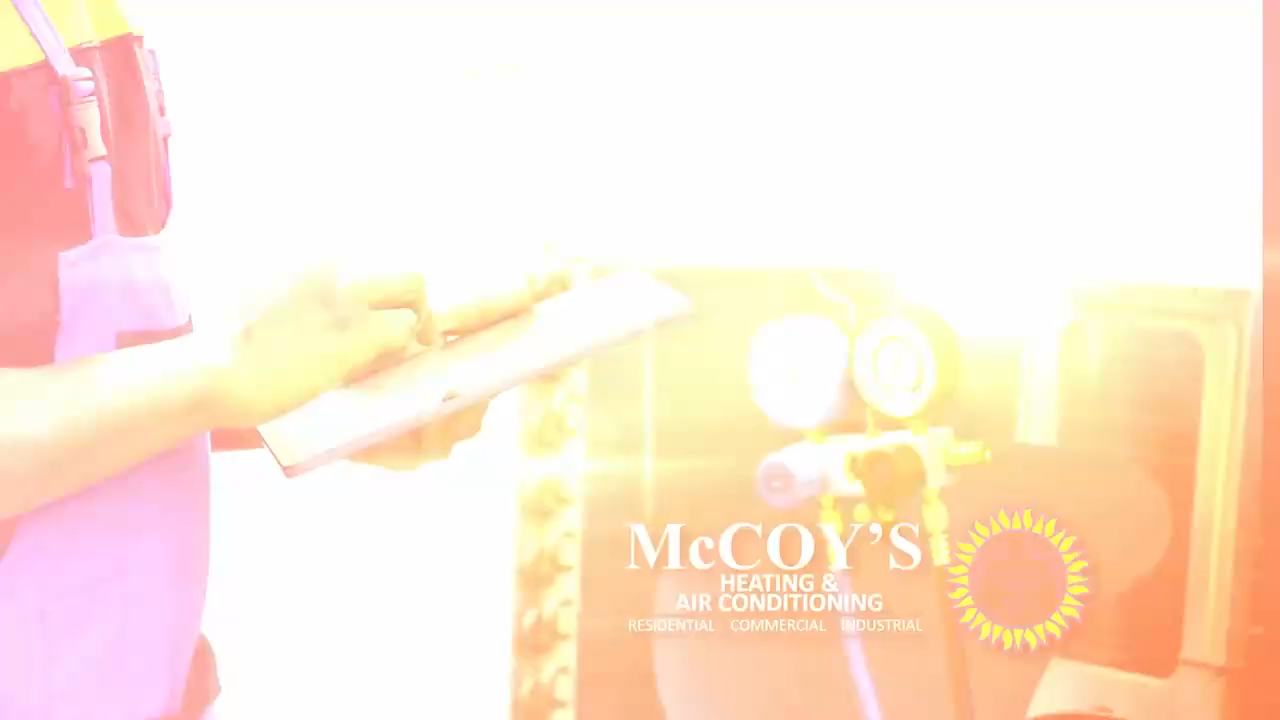 McCOY'S
HEATING &
AIR CONDITIONING
RESIDENTIAL COMMERCIAL INDUSTRIAL